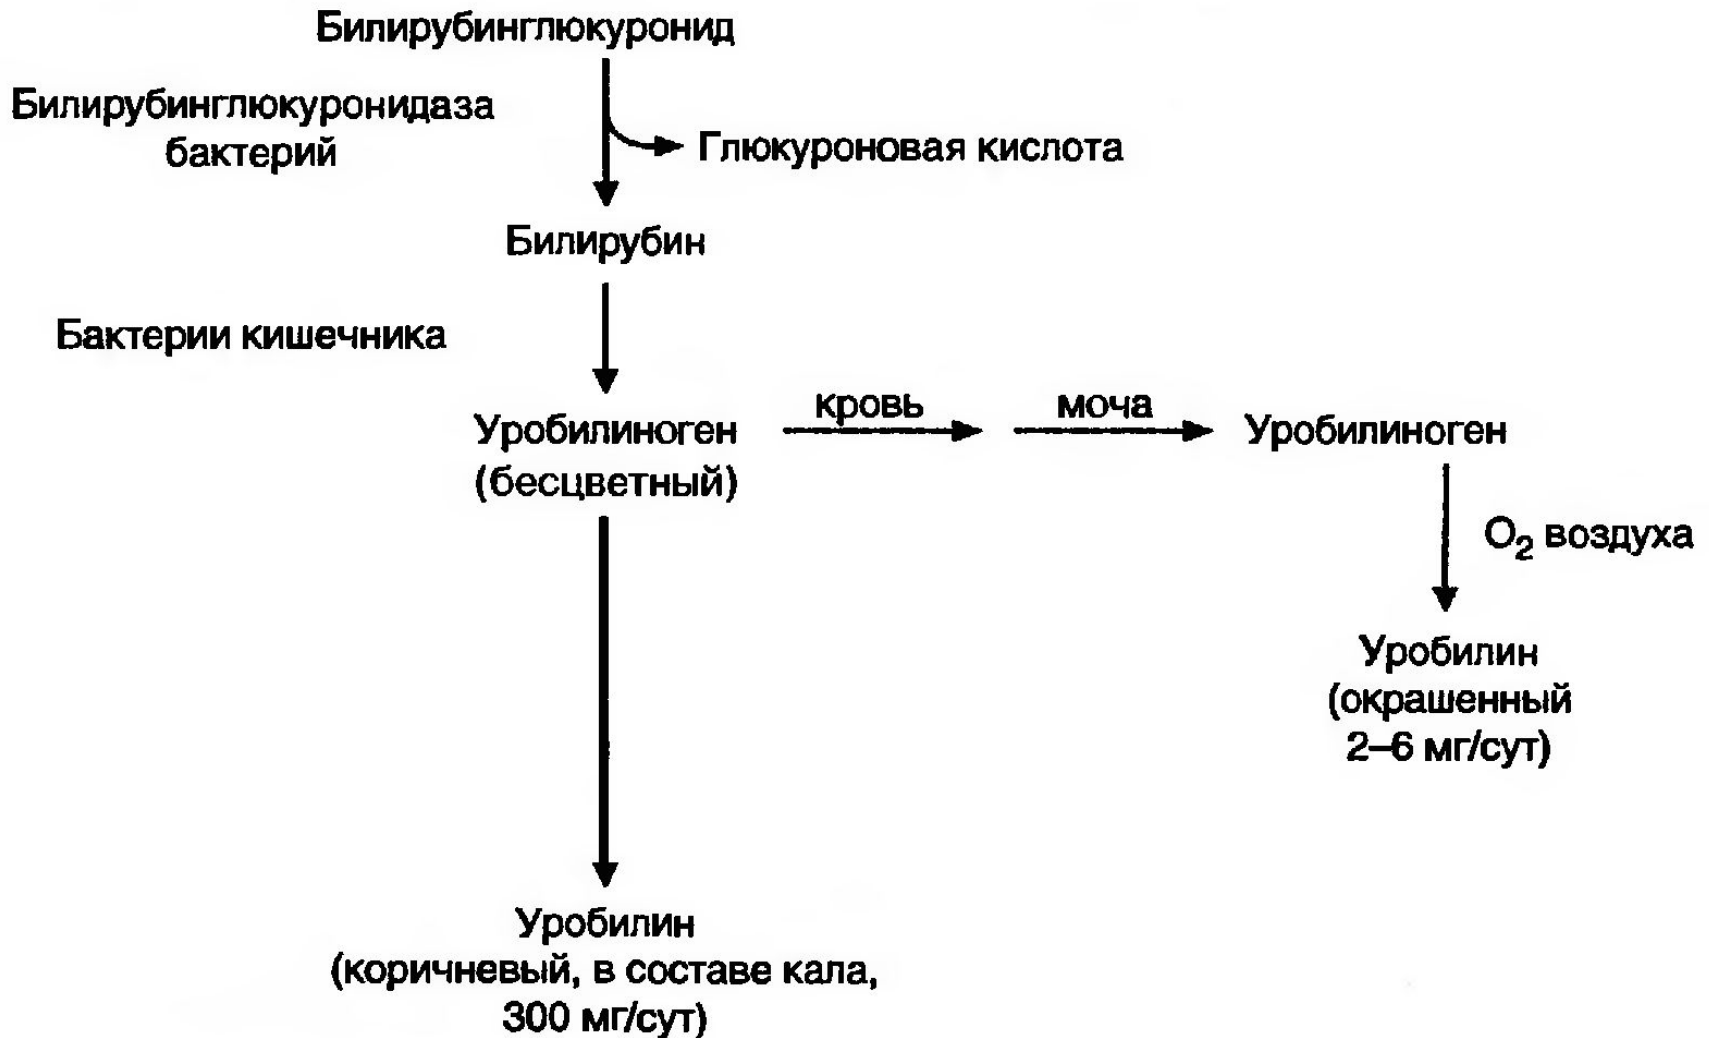 Билирубинглюкуронид
Билирубинглюкуронидаза
бактерий
Глюкуроновая кислота
Билирубин
Бактерии кишечника
Уробилиноген
(бесцветный)
кровь
моча
Уробилиноген
O₂ воздуха
Уробилин
(окрашенный
2–6 мг/сут)
Уробилин
(коричневый, в составе кала,
300 мг/сут)